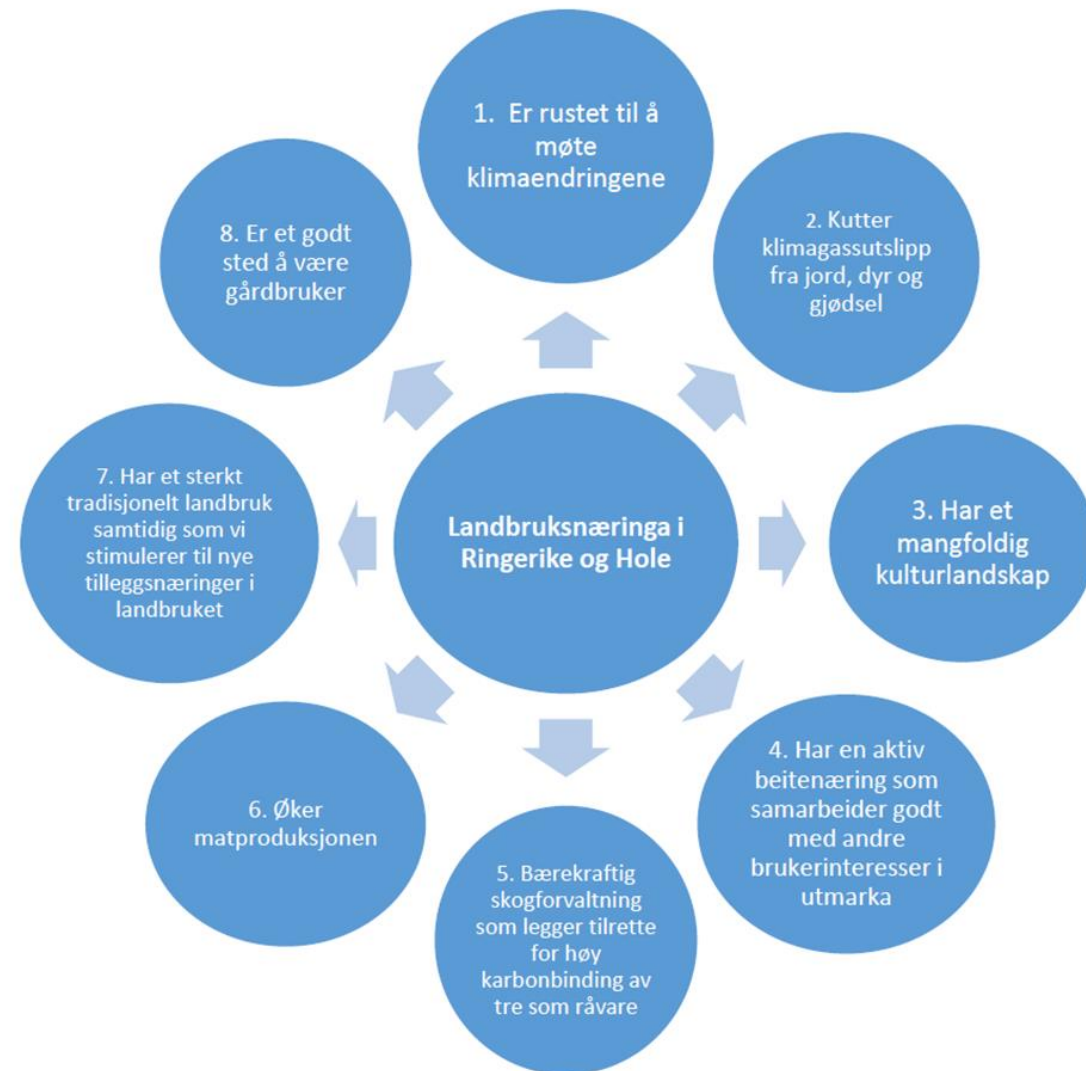 1. Er rustet til å
møte
klimaendringene
2. Kutter
klimagassutslipp
fra jord, dyr og
gjødsel
3. Har et
mangfoldig
kulturlandskap
4. Har en aktiv
beitenæring som
samarbeider godt
med andre
brukerinteresser i
utmarka
5. Bærekraftig
skogforvaltning
som legger tilrette
for høy
karbonbinding av
tre som råvare
6. Øker
matproduksjonen
7. Har et sterkt
tradisjonelt landbruk
samtidig som vi
stimulerer til nye
tilleggsnæringer i
landbruket
8. Er et godt
sted å være
gårdbruker
Landbruksnæringa i
Ringerike og Hole